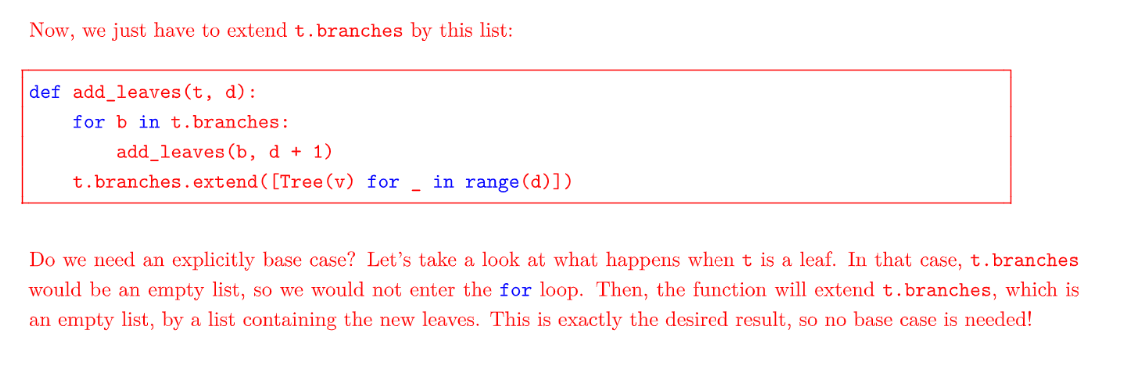 Now, we just have to extend t.branches by this list:
def add_leaves(t, d):
    for b in t.branches:
        add_leaves(b, d + 1)
    t.branches.extend([Tree(v) for _ in range(d)])
Do we need an explicitly base case? Let's take a look at what happens when t is a leaf. In that case, t.branches
would be an empty list, so we would not enter the for loop. Then, the function will extend t.branches, which is
an empty list, by a list containing the new leaves. This is exactly the desired result, so no base case is needed!